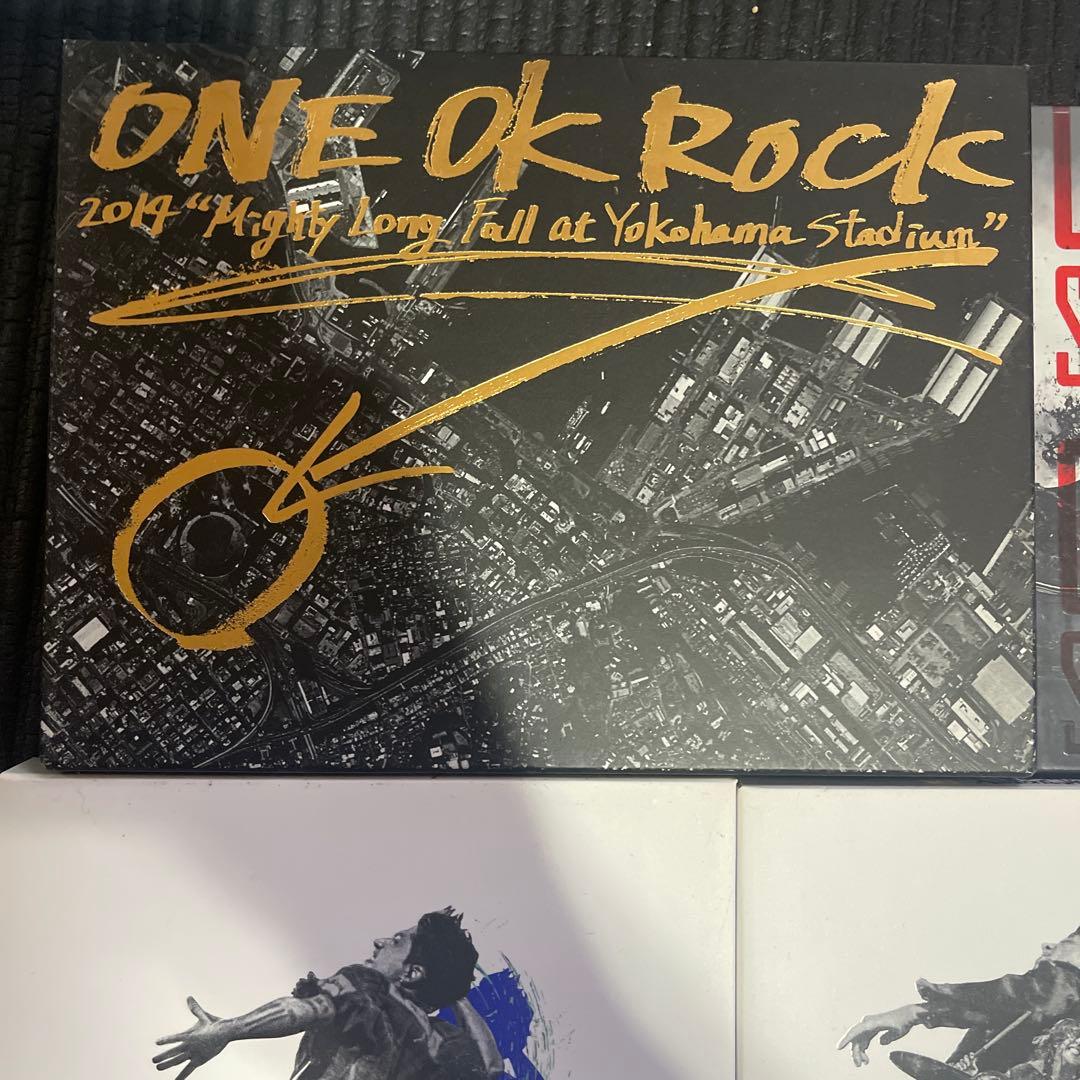 ONE OK ROCK
2014 “Mighty Long Fall at Yokohama Stadium”